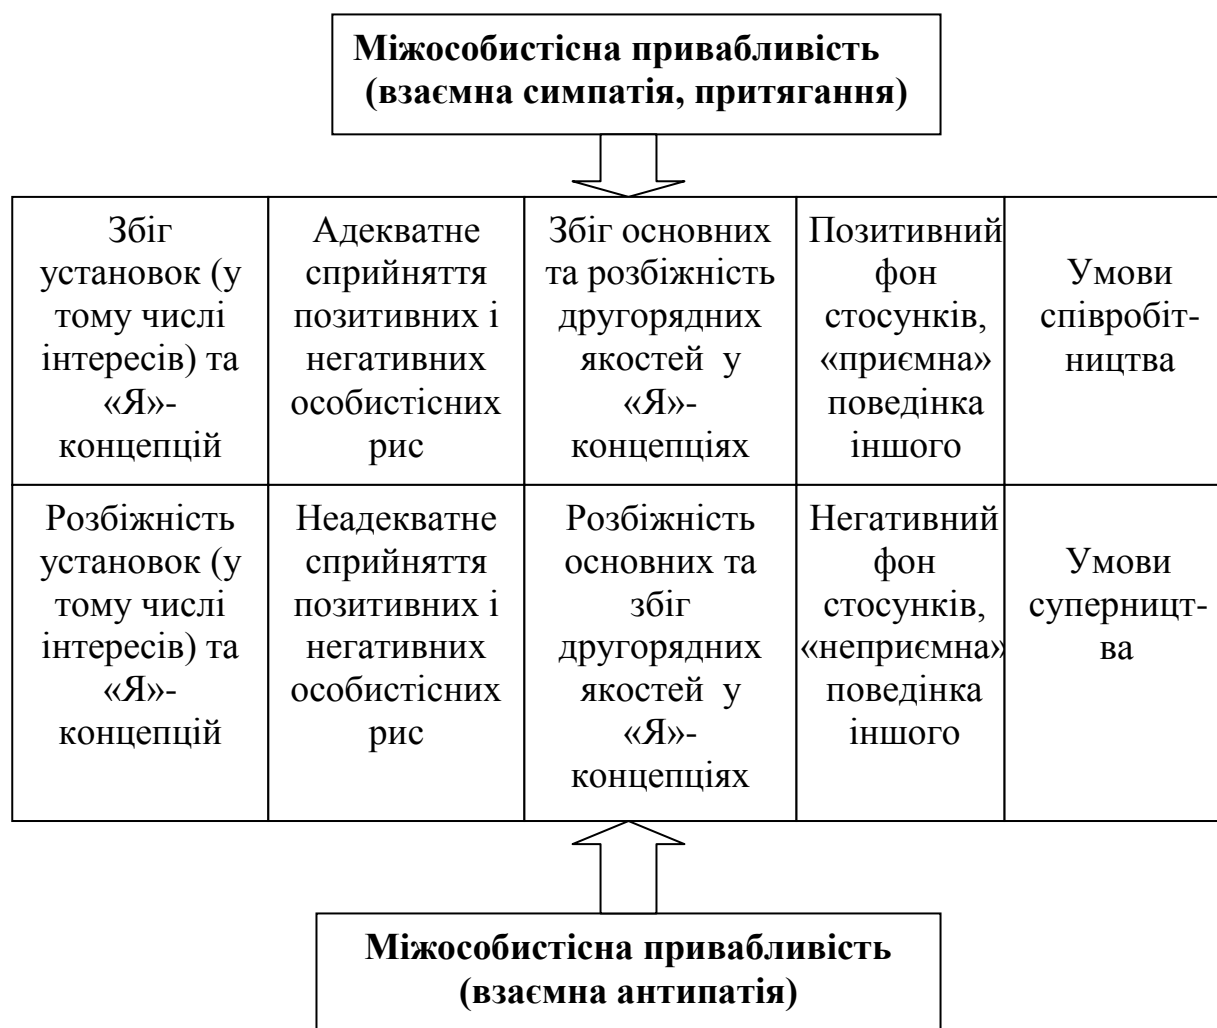 Міжособистісна привабливість
(взаємна симпатія, притягання)
Збіг
установок (у
тому числі
інтересів) та
«Я»-
концепцій
Адекватне
сприйняття
позитивних і
негативних
особистісних
рис
Збіг основних
та розбіжність
другорядних
якостей у
«Я»-
концепціях
Позитивний
фон
стосунків,
«приємна»
поведінка
іншого
Умови
співробіт-
ництва
Розбіжність
установок (у
тому числі
інтересів) та
«Я»-
концепцій
Неадекватне
сприйняття
позитивних і
негативних
особистісних
рис
Розбіжність
основних та
збіг
другорядних
якостей у
«Я»-
концепціях
Негативний
фон
стосунків,
«неприємна»
поведінка
іншого
Умови
суперницт-
ва
Міжособистісна привабливість
(взаємна антипатія)